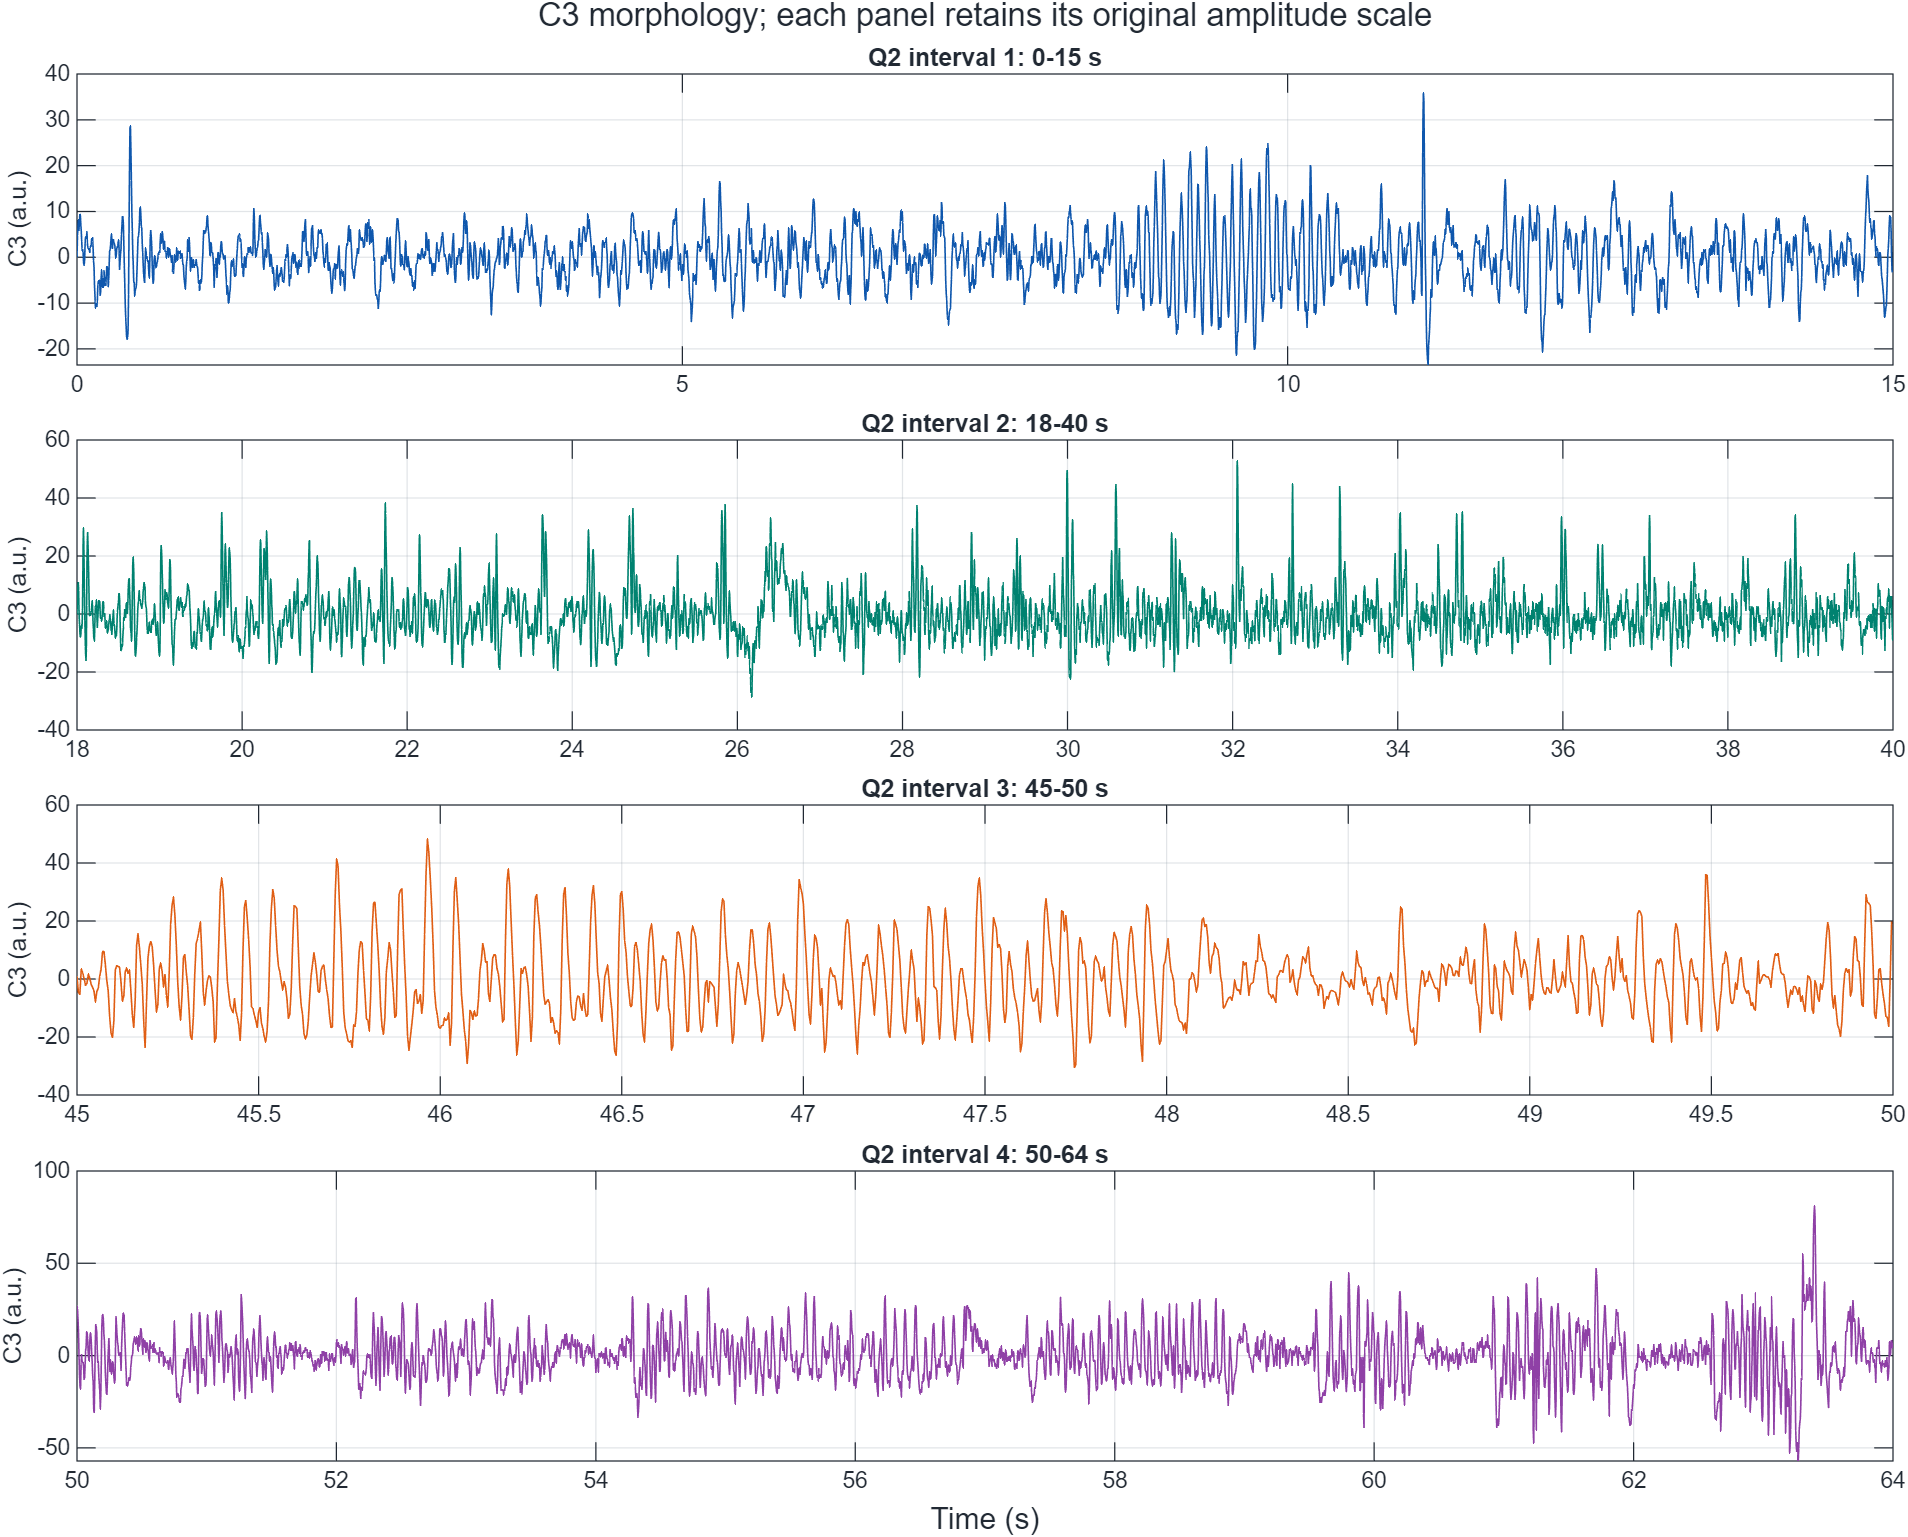 C3 morphology; each panel retains its original amplitude scale
Q2 interval 1: 0-15 s
40
30
20
10
0
-10
-20
C3 (a.u.)
0 5 10 15
Q2 interval 2: 18-40 s
60
40
20
0
-20
-40
C3 (a.u.)
18 20 22 24 26 28 30 32 34 36 38 40
Q2 interval 3: 45-50 s
60
40
20
0
-20
-40
C3 (a.u.)
45 45.5 46 46.5 47 47.5 48 48.5 49 49.5 50
Q2 interval 4: 50-64 s
100
50
0
-50
C3 (a.u.)
50 52 54 56 58 60 62 64
Time (s)